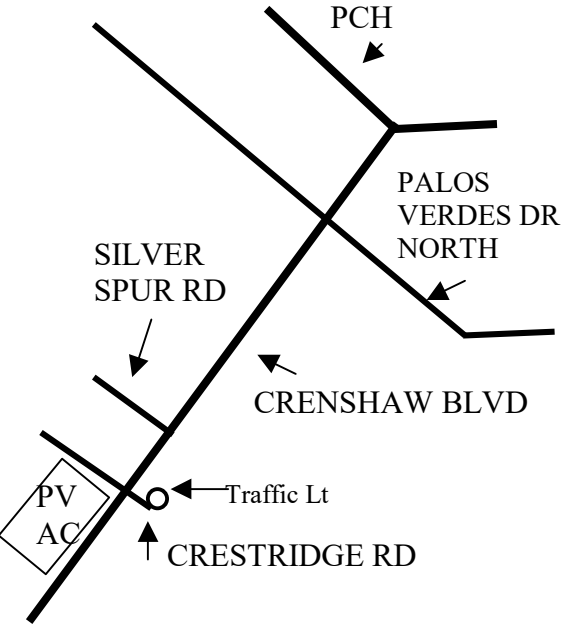 PCH
PALOS
VERDES DR
NORTH
SILVER
SPUR RD
CRENSHAW BLVD
Traffic Lt
PV
AC
CRESTRIDGE RD